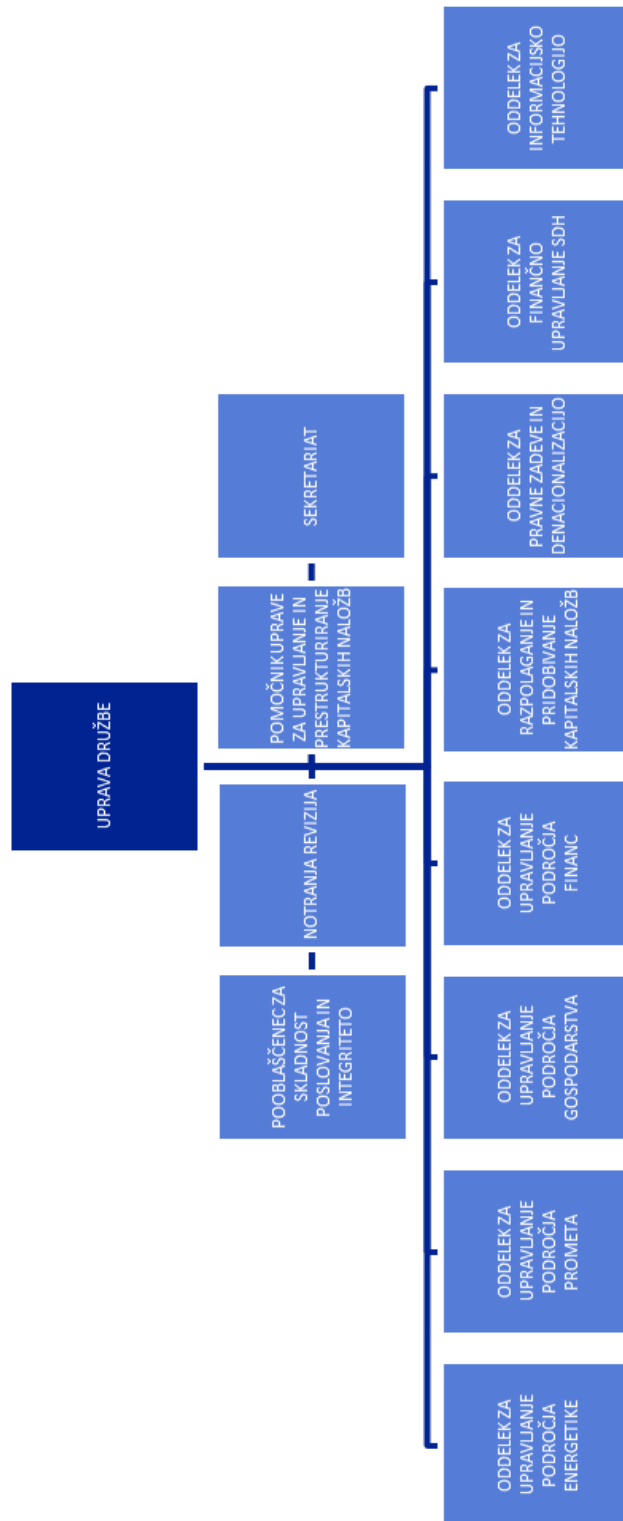 UPRAVA DRUŽBE
POOBLAŠČENEC ZA
SKLADNOST
POSLOVANJA IN
INTEGRITETO
NOTRANJA REVIZIJA
POMOČNIK UPRAVE
ZA UPRAVLJANJE IN
PRESTRUKTURIRANJE
KAPITALSKIH NALOŽB
SEKRETARIAT
ODDELEK ZA
UPRAVLJANJE
PODROČJA
ENERGETIKE
ODDELEK ZA
UPRAVLJANJE
PODROČJA
PROMETA
ODDELEK ZA
UPRAVLJANJE
PODROČJA
GOSPODARSTVA
ODDELEK ZA
UPRAVLJANJE
PODROČJA
FINANC
ODDELEK ZA
RAZPOLAGANJE IN
PRIDOBIVANJE
KAPITALSKIH NALOŽB
ODDELEK ZA
PRAVNE ZADEVE IN
DENACIONALIZACIJO
ODDELEK ZA
FINANČNO
UPRAVLJANJE SDH
ODDELEK ZA
INFORMACIJSKO
TEHNOLOGIJO